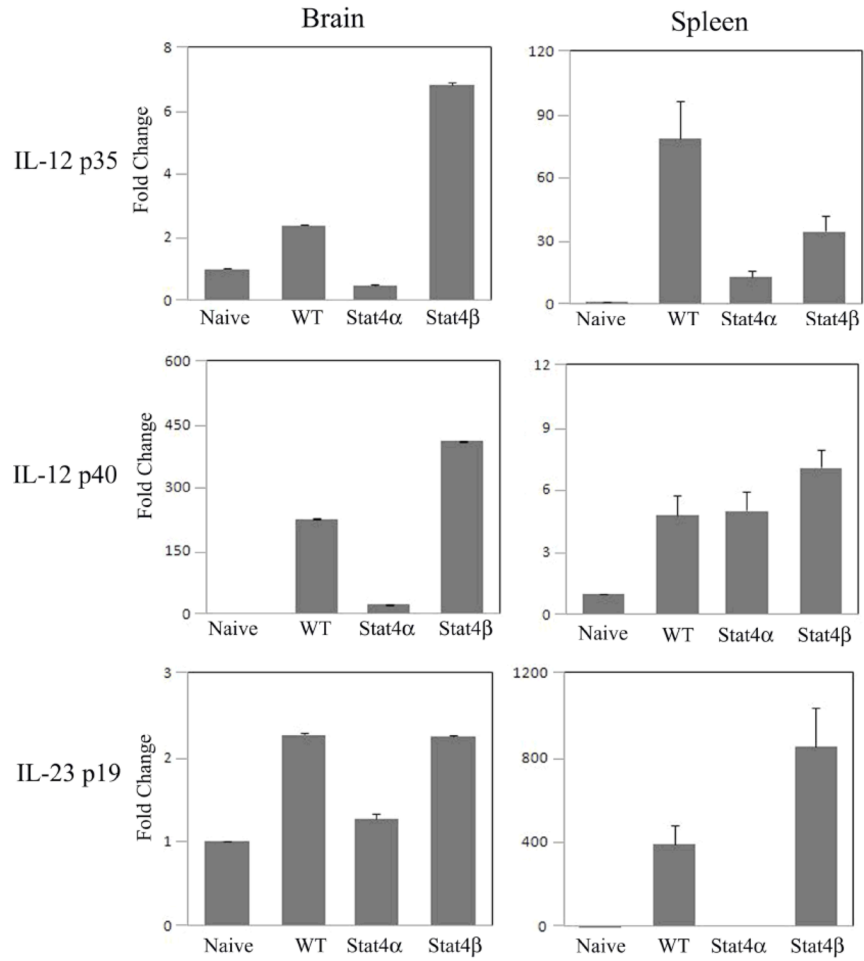 Brain
Spleen
IL-12 p35
Fold Change
8
6
4
2
0
Naive WT Stat4α Stat4β
120
90
60
30
0
Naive WT Stat4α Stat4β
IL-12 p40
Fold Change
600
450
300
150
0
Naive WT Stat4α Stat4β
12
9
6
3
0
Naive WT Stat4α Stat4β
IL-23 p19
Fold Change
3
2
1
0
Naive WT Stat4α Stat4β
1200
800
400
0
Naive WT Stat4α Stat4β